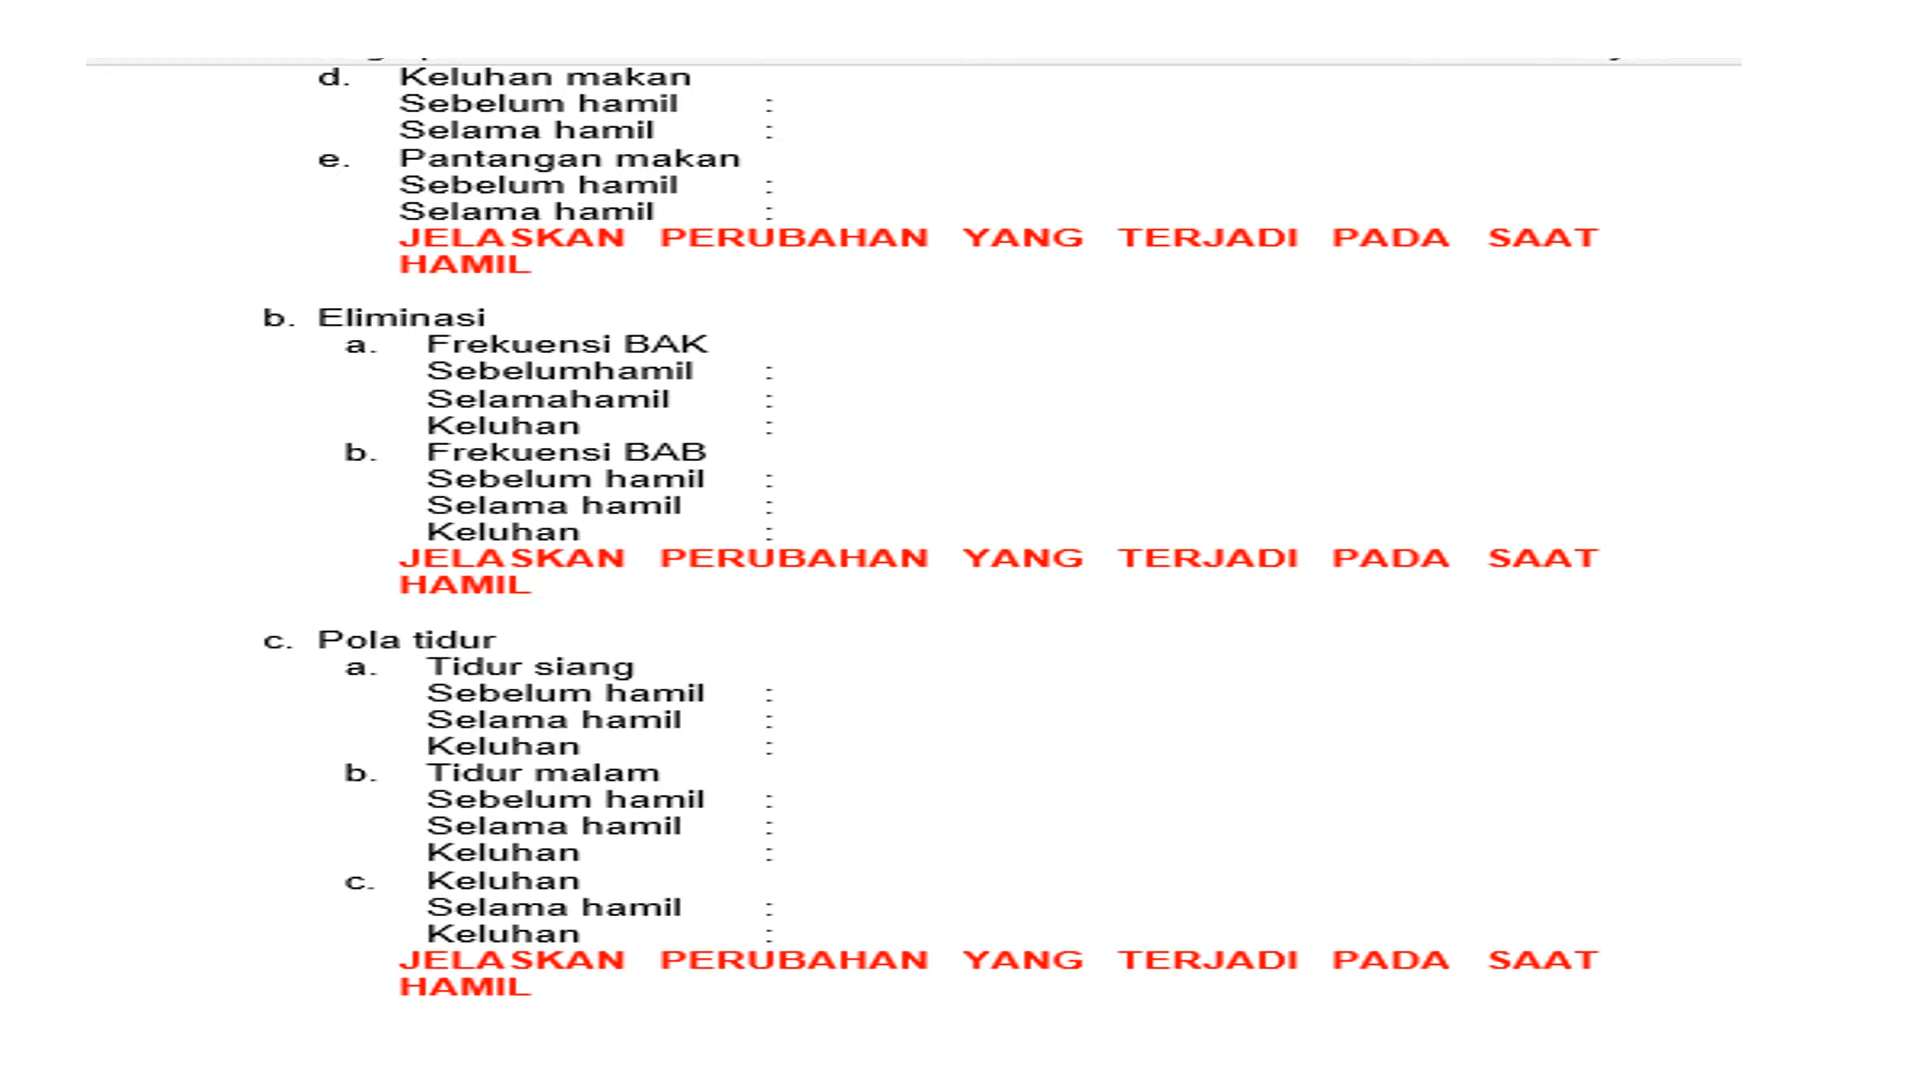 d. Keluhan makan
Sebelum hamil :
Selama hamil :
e. Pantangan makan
Sebelum hamil :
Selama hamil :
JELASKAN PERUBAHAN YANG TERJADI PADA SAAT
HAMIL
b. Eliminasi
a. Frekuensi BAK
Sebelumhamil :
Selamahamil :
Keluhan :
b. Frekuensi BAB
Sebelum hamil :
Selama hamil :
Keluhan :
JELASKAN PERUBAHAN YANG TERJADI PADA SAAT
HAMIL
c. Pola tidur
a. Tidur siang
Sebelum hamil :
Selama hamil :
Keluhan :
b. Tidur malam
Sebelum hamil :
Selama hamil :
Keluhan :
c. Keluhan
Selama hamil :
Keluhan :
JELASKAN PERUBAHAN YANG TERJADI PADA SAAT
HAMIL